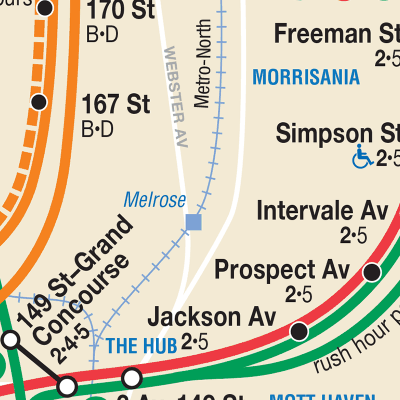 170 St
B•D
Freeman St
2•5
MORRISANIA
Metro-North
WEBSTER AV
167 St
B•D
Simpson St
2•5
Melrose
Intervale Av
2•5
149 St–Grand
Concourse
2•4•5
Prospect Av
2•5
Jackson Av
2•5
THE HUB
rush hour
149 St
MOTT HAVEN